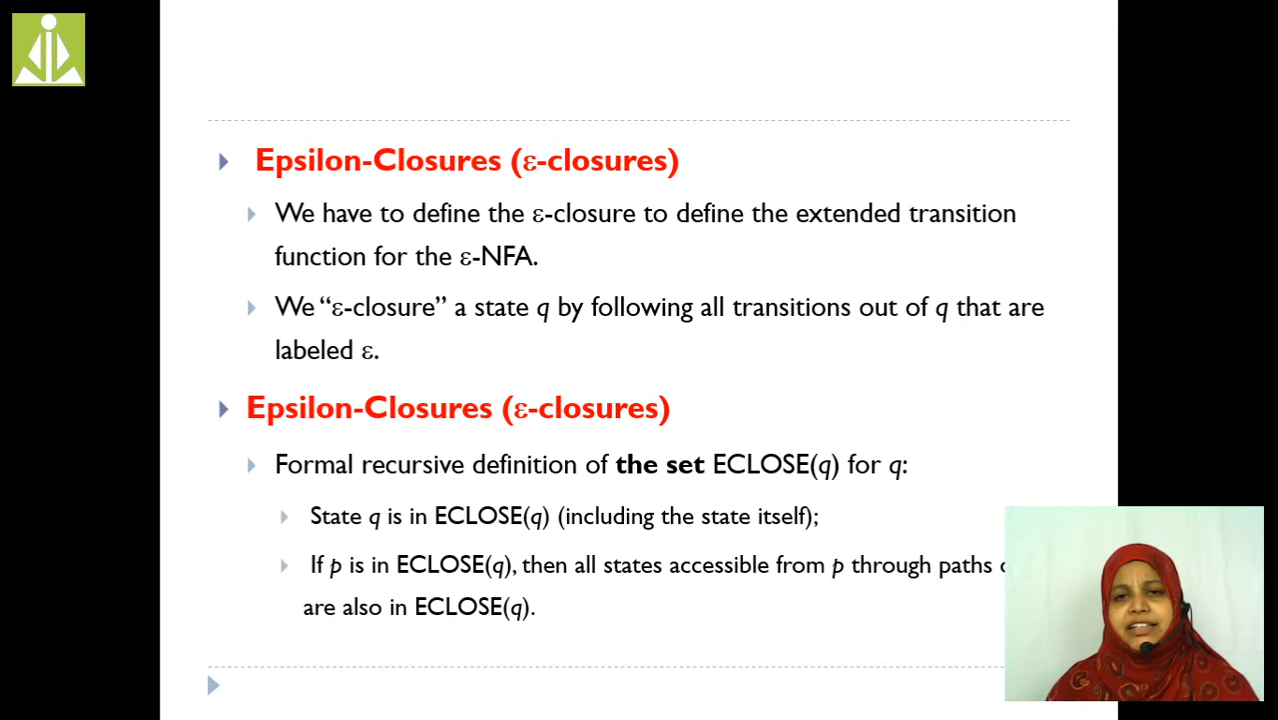 Epsilon-Closures (ε-closures)
We have to define the ε-closure to define the extended transition
function for the ε-NFA.
We “ε-closure” a state q by following all transitions out of q that are
labeled ε.
Epsilon-Closures (ε-closures)
Formal recursive definition of the set ECLOSE(q) for q:
State q is in ECLOSE(q) (including the state itself);
If p is in ECLOSE(q), then all states accessible from p through paths
are also in ECLOSE(q).